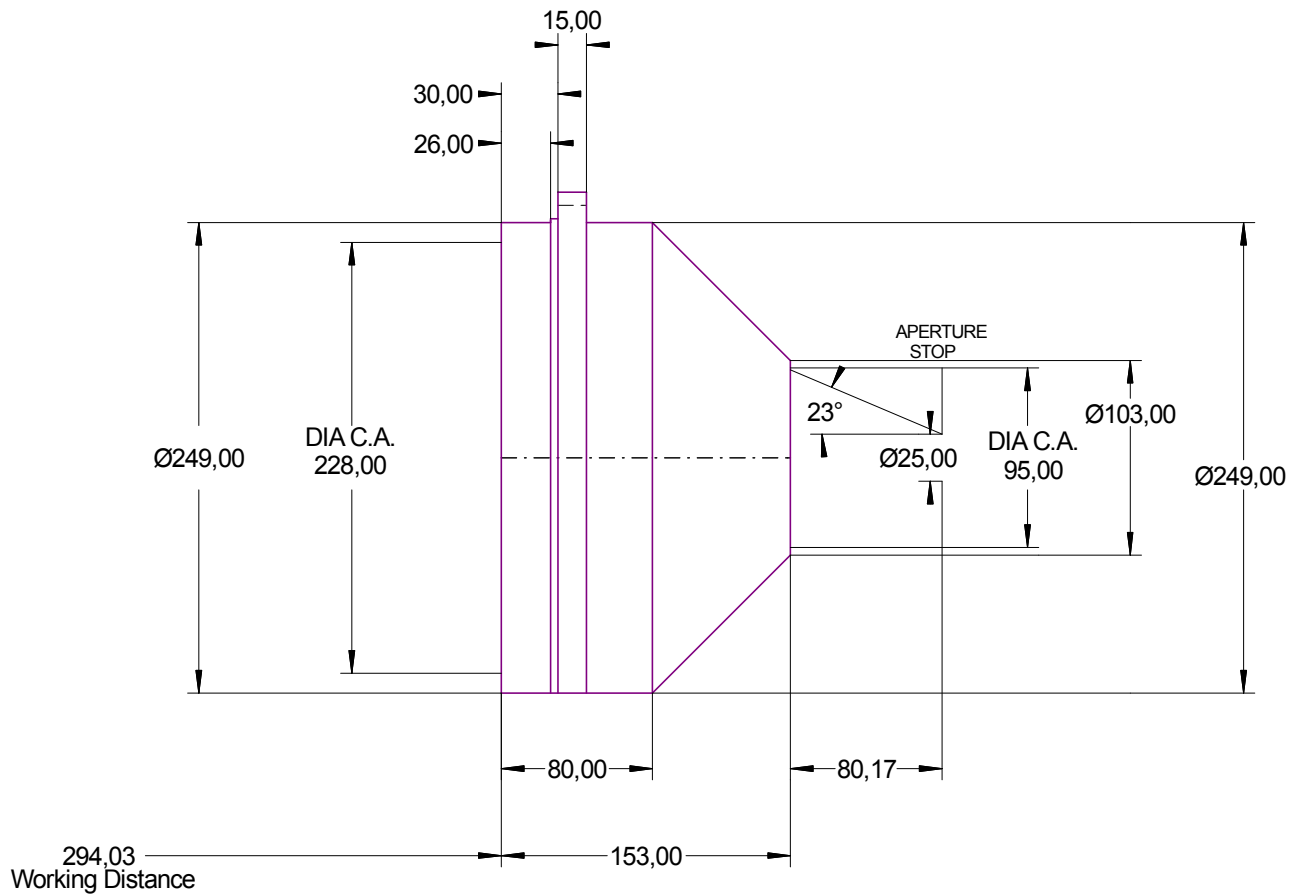 15,00
30,00
26,00
APERTURE
STOP
23°
Ø103,00
DIA C.A.
228,00
Ø249,00
Ø25,00
DIA C.A.
95,00
Ø249,00
80,00
80,17
294,03
Working Distance
153,00